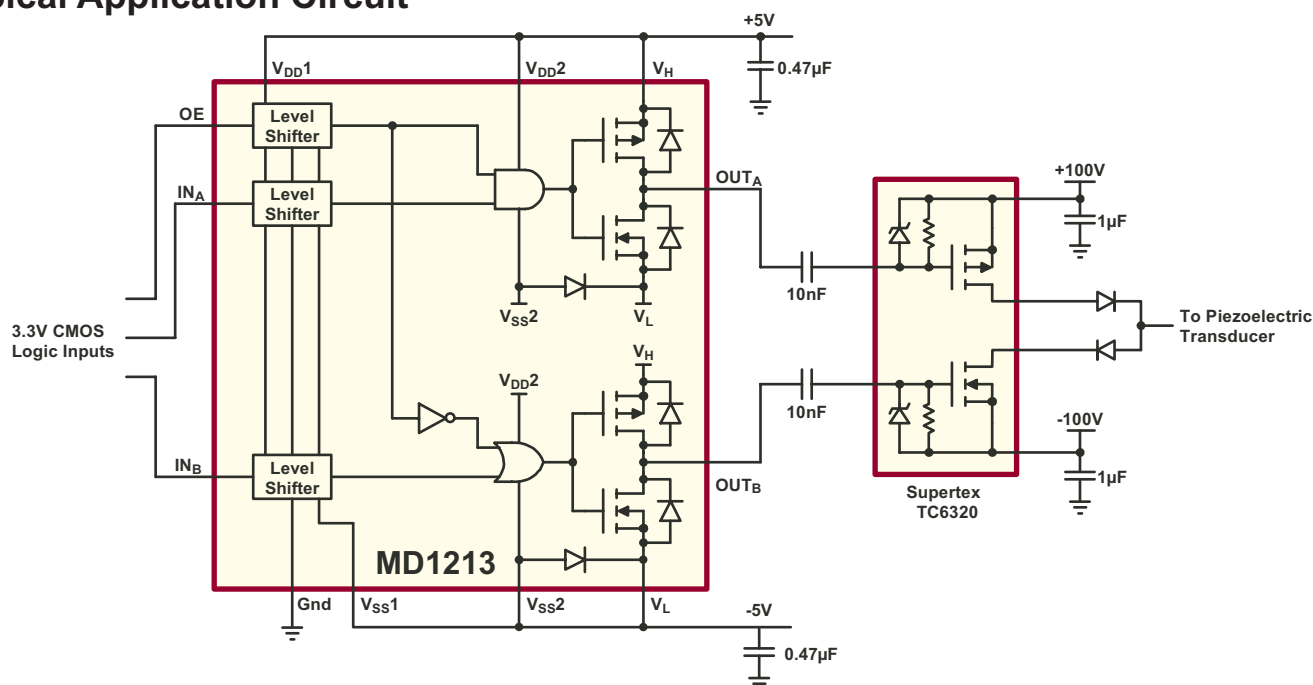 pical Application Circuit
+5V
VDD1
VDD2
VH
0.47µF
OE
Level
Shifter
INA
Level
Shifter
OUTA
+100V
1µF
10nF
VSS2
VL
3.3V CMOS
Logic Inputs
To Piezoelectric
Transducer
VH
VDD2
10nF
-100V
INB
Level
Shifter
OUTB
1µF
Supertex
TC6320
MD1213
Gnd
VSS1
VSS2
VL
-5V
0.47µF